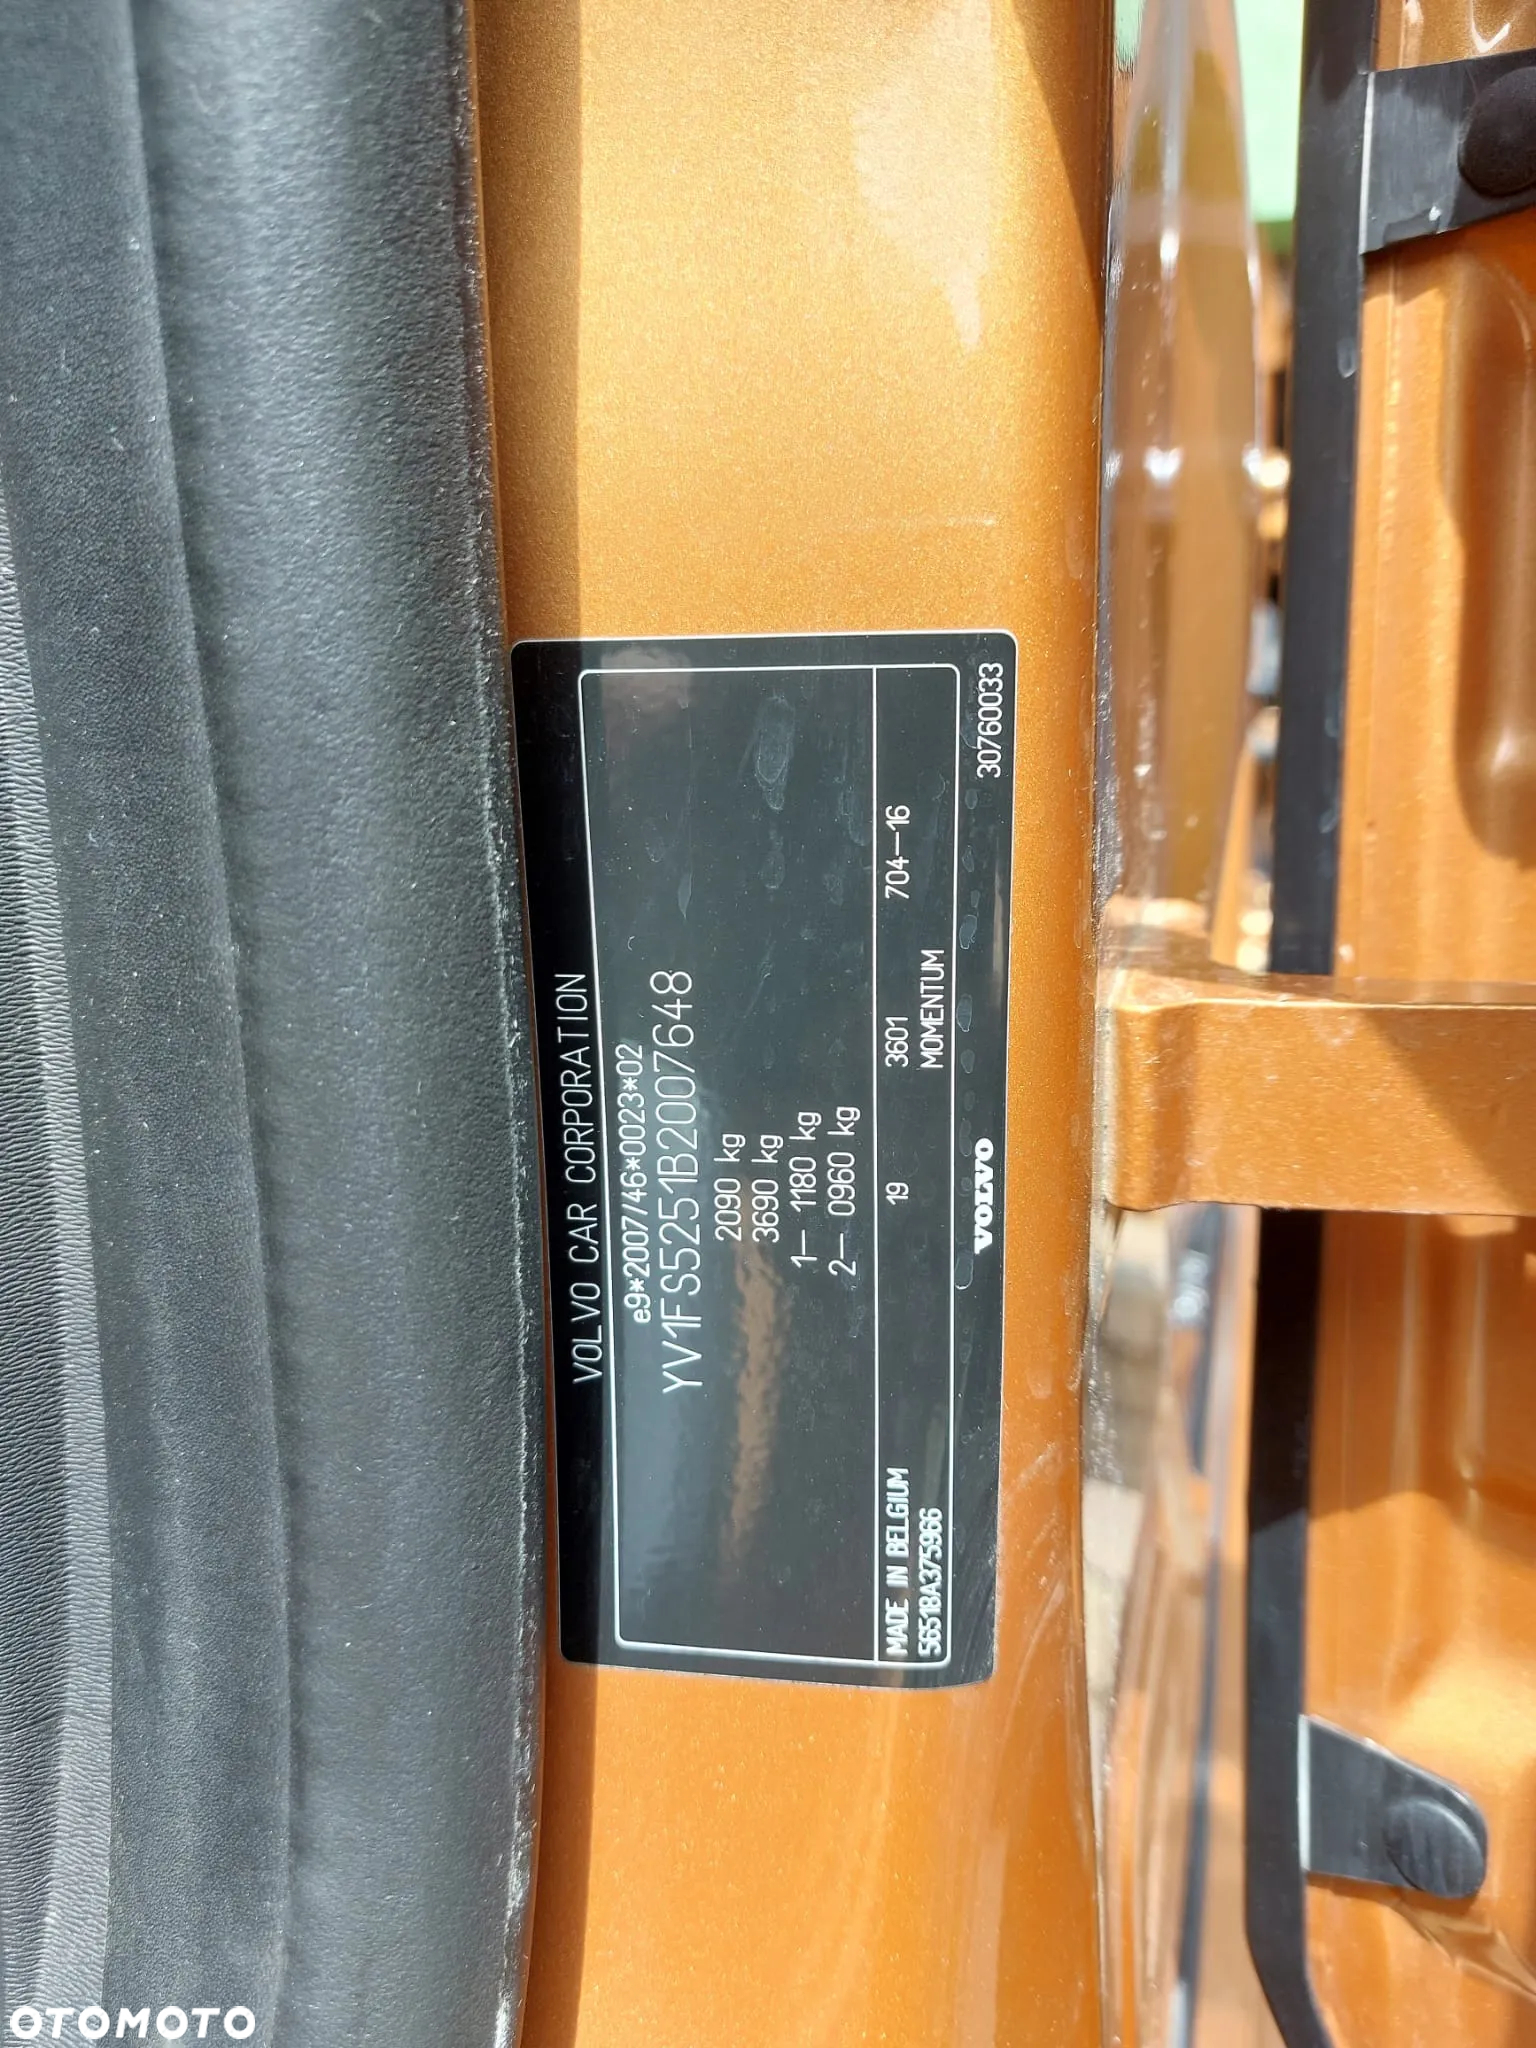 VOLVO CAR CORPORATION
e9*2007/46*0023*02
YV1FS5251B2007648
2090 kg
3690 kg
1— 1180 kg
2— 0960 kg
MADE IN BELGIUM 19 3601 704—16
56518A375966 MOMENTUM
VOLVO 30760033
OTOMOTO